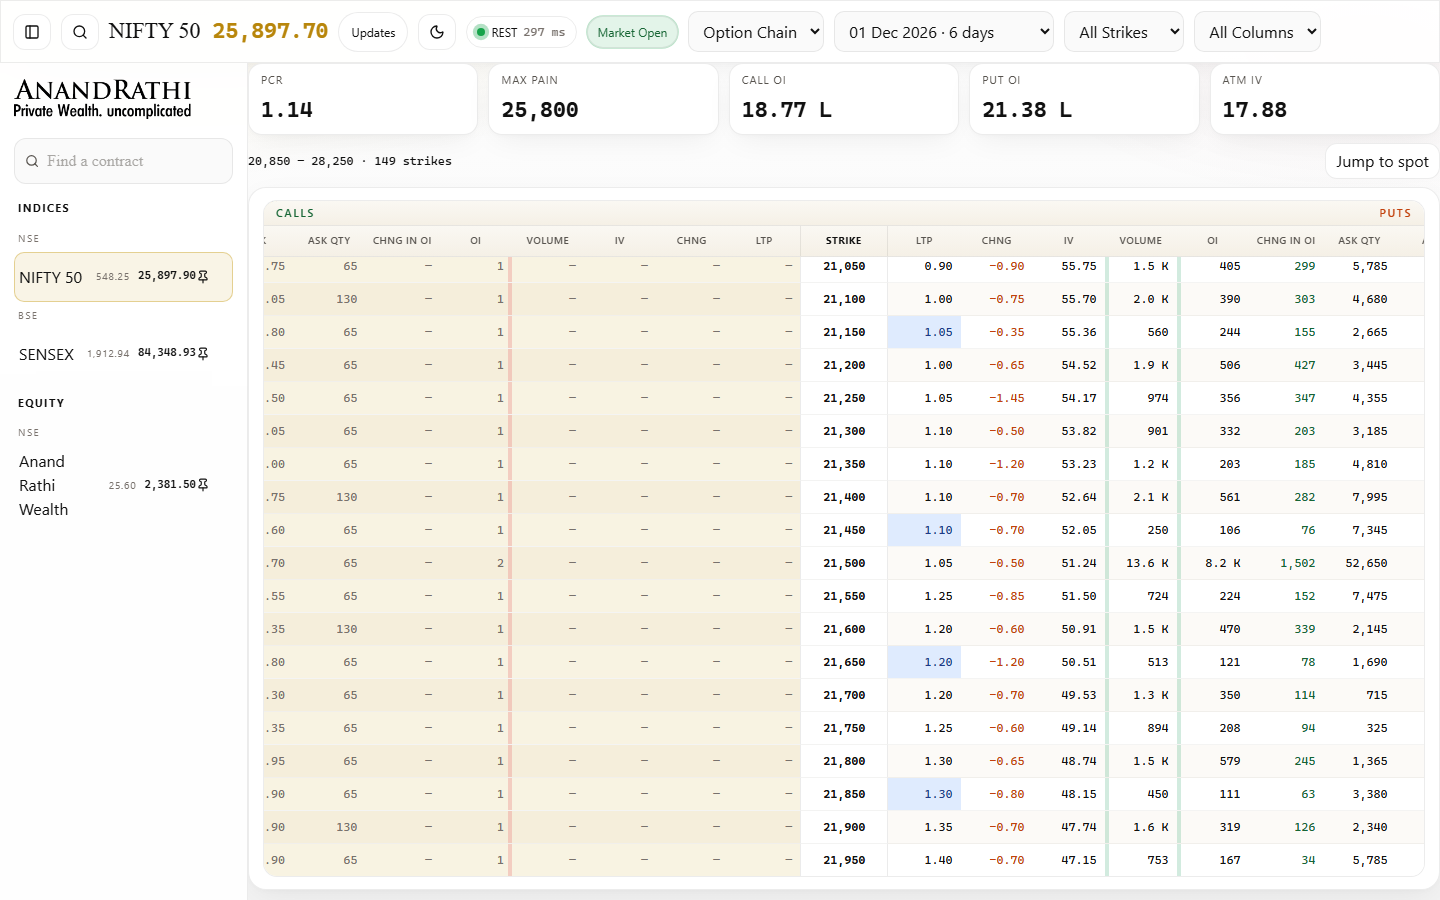 NIFTY 50 25,897.70 Updates REST 297 ms Market Open Option Chain 01 Dec 2026 · 6 days All Strikes All Columns
ANANDRATHI
Private Wealth. uncomplicated
Find a contract
INDICES
NSE
NIFTY 50 548.25 25,897.90
BSE
SENSEX 1,912.94 84,348.93
EQUITY
NSE
Anand
Rathi 25.60 2,381.50
Wealth
PCR MAX PAIN CALL OI PUT OI ATM IV
1.14 25,800 18.77 L 21.38 L 17.88
20,850 – 28,250 · 149 strikes Jump to spot
CALLS PUTS
ASK QTY CHNG IN OI OI VOLUME IV CHNG LTP STRIKE LTP CHNG IV VOLUME OI CHNG IN OI ASK QTY
.75 65 – 1 – – – – 21,050 0.90 −0.90 55.75 1.5 K 405 299 5,785
.05 130 – 1 – – – – 21,100 1.00 −0.75 55.70 2.0 K 390 303 4,680
.80 65 – 1 – – – – 21,150 1.05 −0.35 55.36 560 244 155 2,665
.45 65 – 1 – – – – 21,200 1.00 −0.65 54.52 1.9 K 506 427 3,445
.50 65 – 1 – – – – 21,250 1.05 −1.45 54.17 974 356 347 4,355
.05 65 – 1 – – – – 21,300 1.10 −0.50 53.82 901 332 203 3,185
.00 65 – 1 – – – – 21,350 1.10 −1.20 53.23 1.2 K 203 185 4,810
.75 130 – 1 – – – – 21,400 1.10 −0.70 52.64 2.1 K 561 282 7,995
.60 65 – 1 – – – – 21,450 1.10 −0.70 52.05 250 106 76 7,345
.70 65 – 2 – – – – 21,500 1.05 −0.50 51.24 13.6 K 8.2 K 1,502 52,650
.55 65 – 1 – – – – 21,550 1.25 −0.85 51.50 724 224 152 7,475
.35 130 – 1 – – – – 21,600 1.20 −0.60 50.91 1.5 K 470 339 2,145
.80 65 – 1 – – – – 21,650 1.20 −1.20 50.51 513 121 78 1,690
.30 65 – 1 – – – – 21,700 1.20 −0.70 49.53 1.3 K 350 114 715
.35 65 – 1 – – – – 21,750 1.25 −0.60 49.14 894 208 94 325
.95 65 – 1 – – – – 21,800 1.30 −0.65 48.74 1.5 K 579 245 1,365
.90 65 – 1 – – – – 21,850 1.30 −0.80 48.15 450 111 63 3,380
.90 130 – 1 – – – – 21,900 1.35 −0.70 47.74 1.6 K 319 126 2,340
.90 65 – 1 – – – – 21,950 1.40 −0.70 47.15 753 167 34 5,785